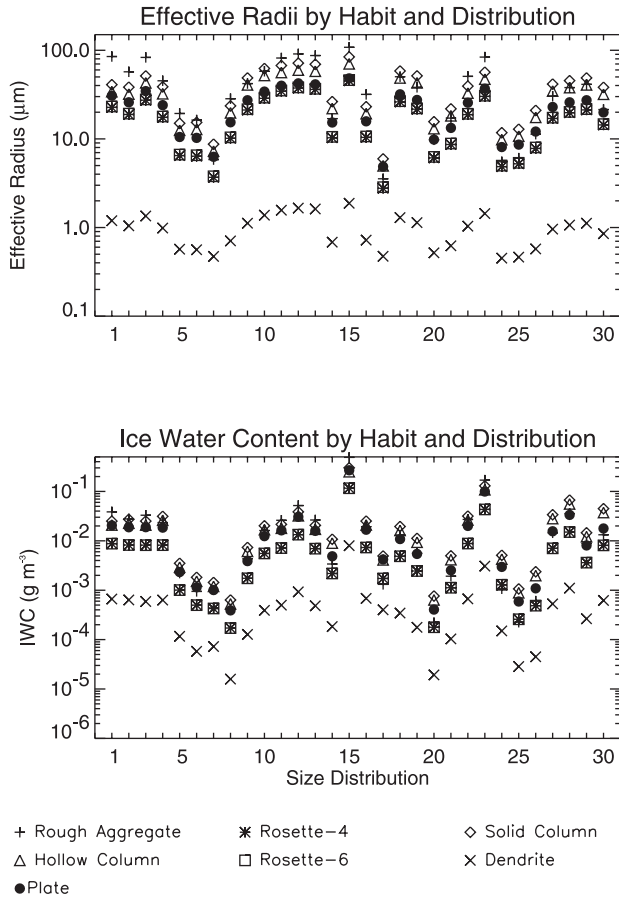 Effective Radii by Habit and Distribution
100.0
10.0
1.0
0.1
Effective Radius (μm)
1 5 10 15 20 25 30
Ice Water Content by Habit and Distribution
10⁻¹
10⁻²
10⁻³
10⁻⁴
10⁻⁵
10⁻⁶
IWC (g m⁻³)
1 5 10 15 20 25 30
Size Distribution
+ Rough Aggregate
Rosette-4
◇ Solid Column
△ Hollow Column
□ Rosette-6
× Dendrite
● Plate